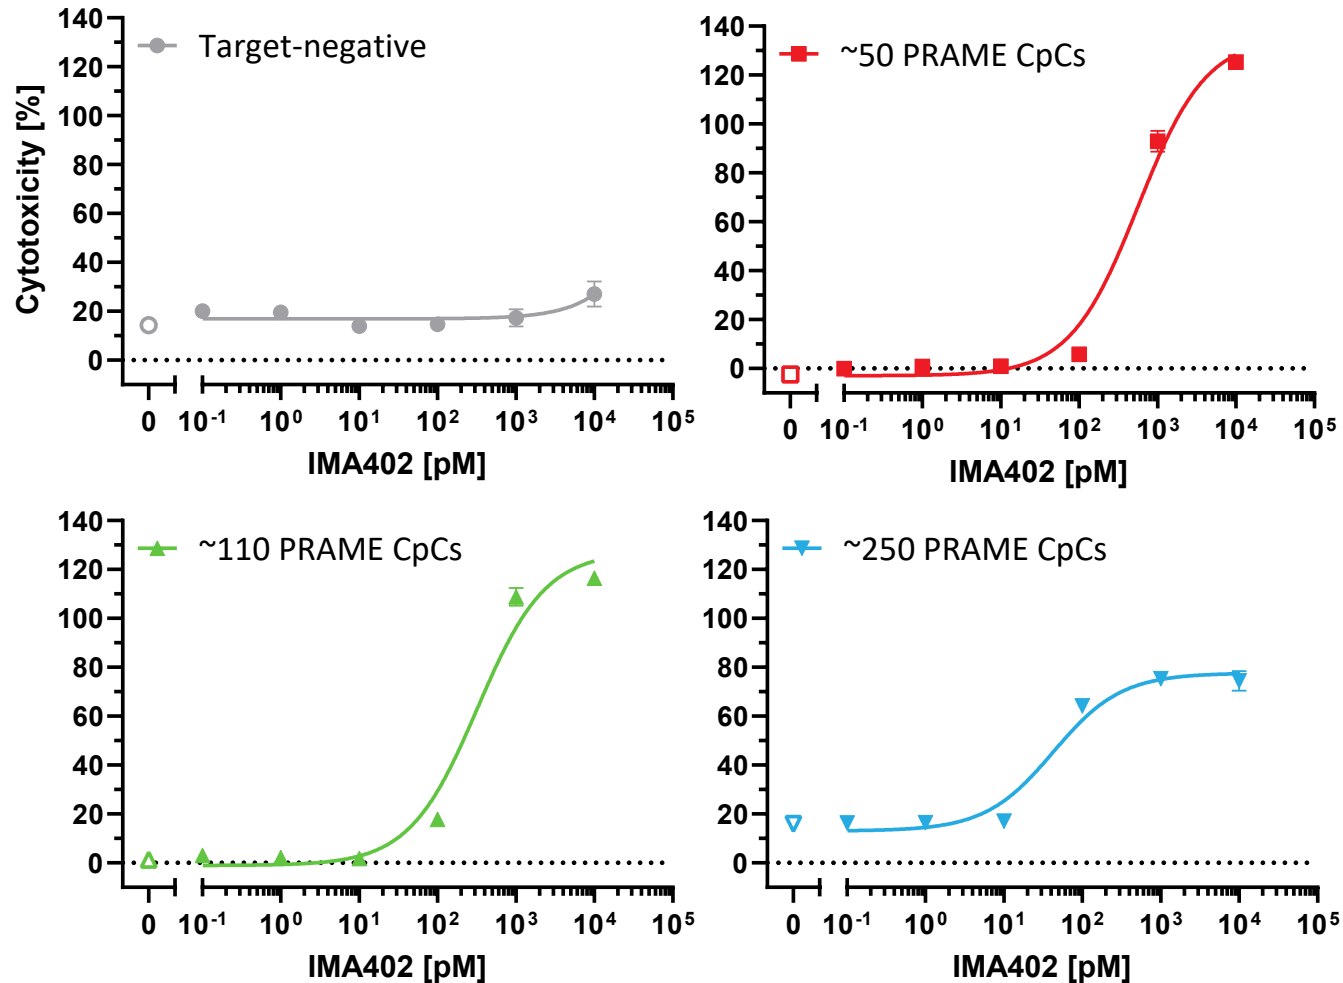 Target-negative
Cytotoxicity [%]
140
120
100
80
60
40
20
0
0 10⁻¹ 10⁰ 10¹ 10² 10³ 10⁴ 10⁵
IMA402 [pM]
~50 PRAME CpCs
140
120
100
80
60
40
20
0
0 10⁻¹ 10⁰ 10¹ 10² 10³ 10⁴ 10⁵
IMA402 [pM]
~110 PRAME CpCs
140
120
100
80
60
40
20
0
0 10⁻¹ 10⁰ 10¹ 10² 10³ 10⁴ 10⁵
IMA402 [pM]
~250 PRAME CpCs
140
120
100
80
60
40
20
0
0 10⁻¹ 10⁰ 10¹ 10² 10³ 10⁴ 10⁵
IMA402 [pM]